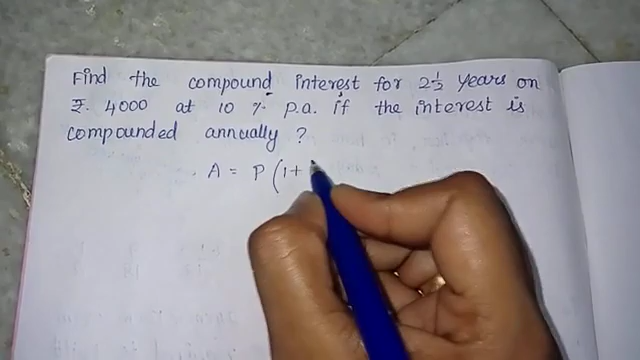 Find the compound interest for 2½ years on
₹. 4000 at 10 % p.a. if the interest is
compounded annually ?
A = P (1+